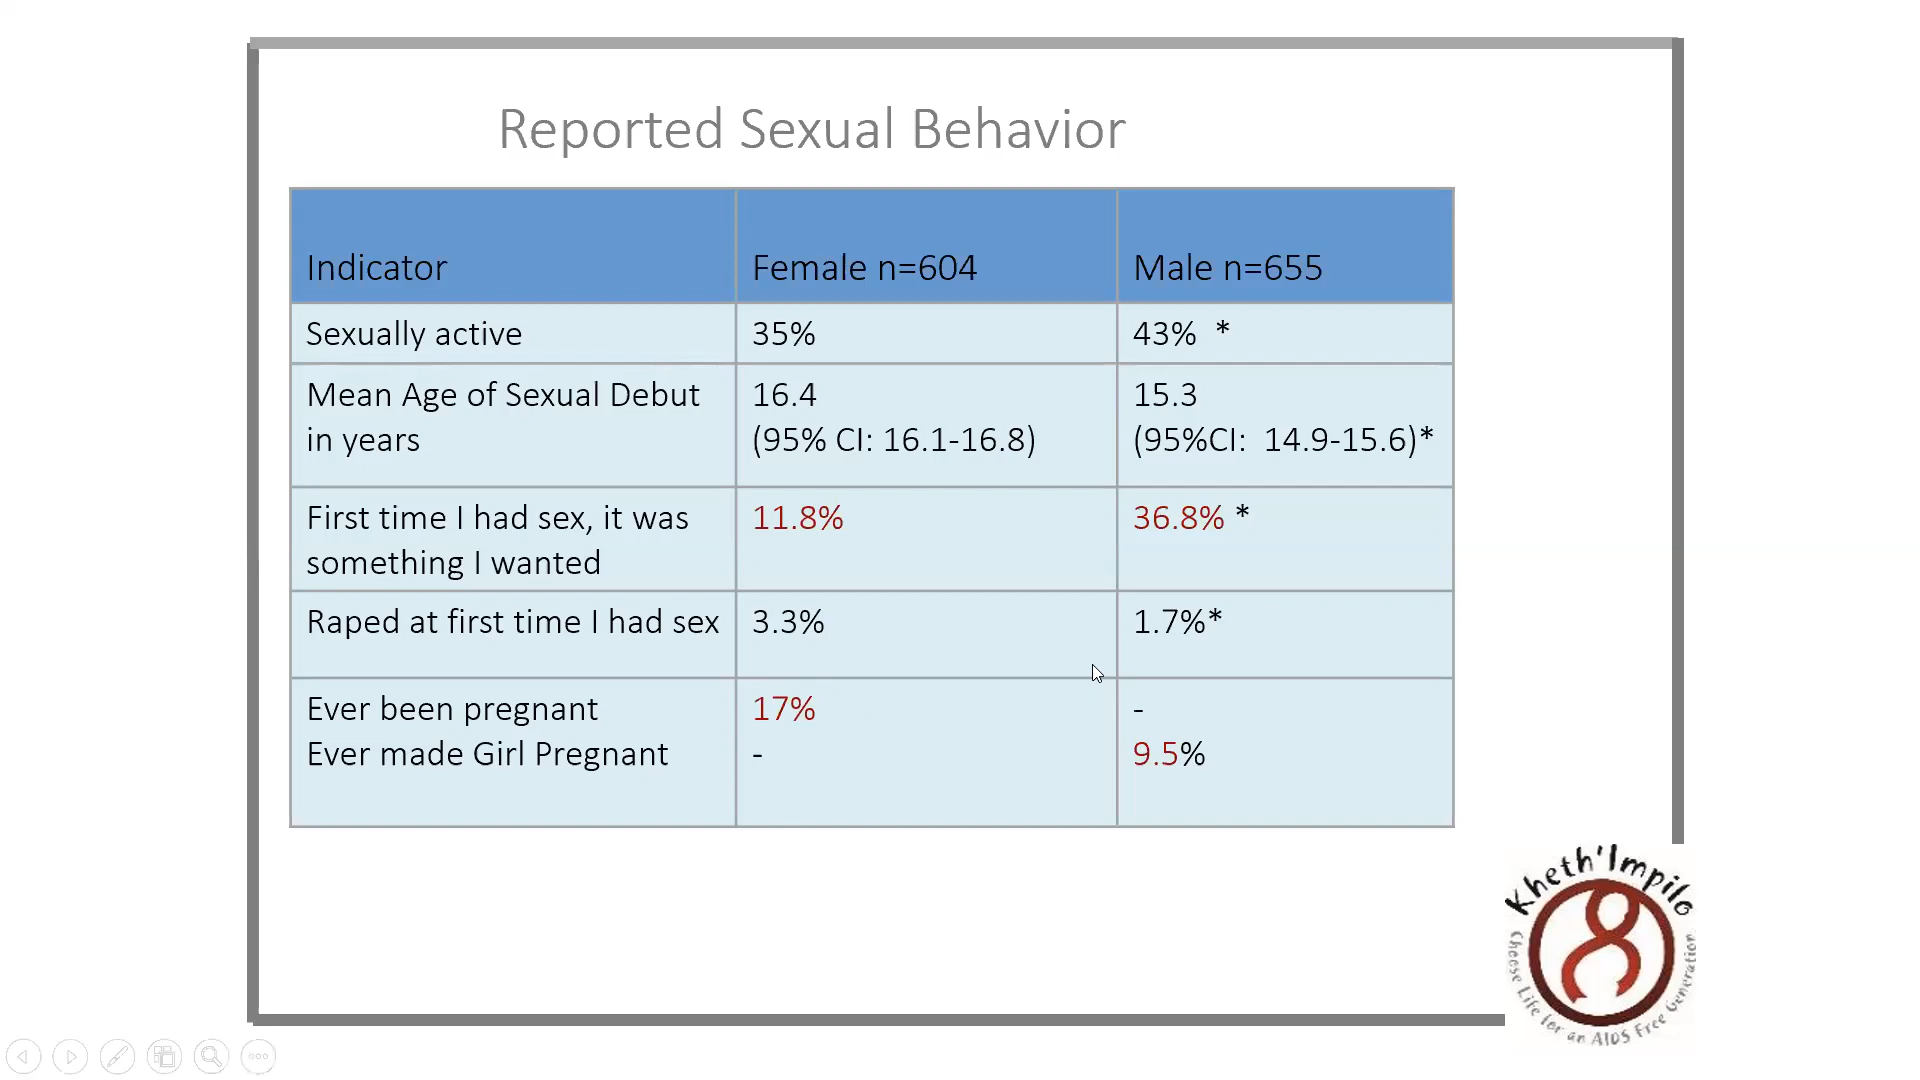 Reported Sexual Behavior
Indicator Female n=604 Male n=655
Sexually active 35% 43% *
Mean Age of Sexual Debut 16.4 15.3
in years (95% CI: 16.1-16.8) (95%CI: 14.9-15.6)*
First time I had sex, it was 11.8% 36.8% *
something I wanted
Raped at first time I had sex 3.3% 1.7%*
Ever been pregnant 17% -
Ever made Girl Pregnant - 9.5%
Kheth'Impilo
Choose Life for an AIDS Free Generation